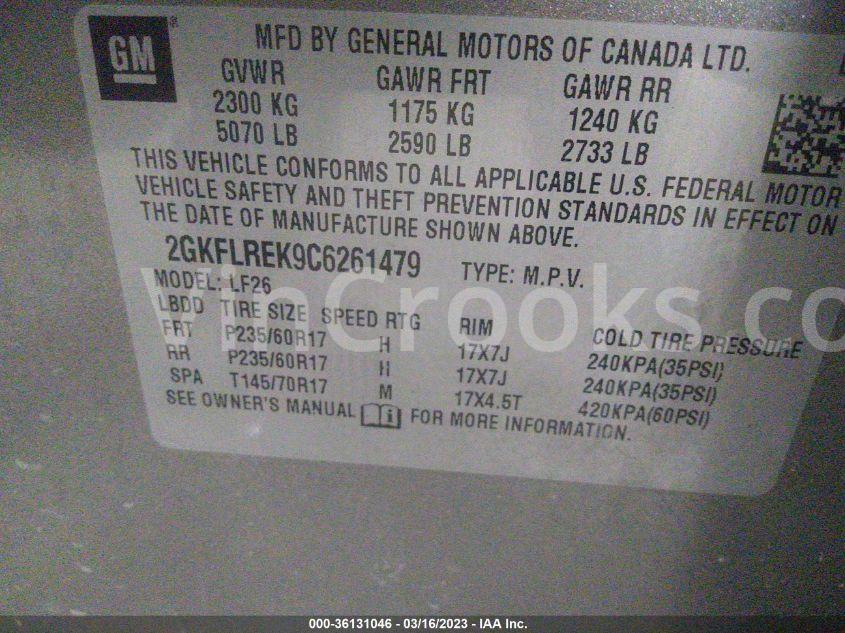 GM
MFD BY GENERAL MOTORS OF CANADA LTD.
GVWR GAWR FRT GAWR RR
2300 KG 1175 KG 1240 KG
5070 LB 2590 LB 2733 LB
THIS VEHICLE CONFORMS TO ALL APPLICABLE U.S. FEDERAL MOTOR
VEHICLE SAFETY AND THEFT PREVENTION STANDARDS IN EFFECT ON
THE DATE OF MANUFACTURE SHOWN ABOVE.
2GKFLREK9C6261479 TYPE: M.P.V.
MODEL: LF26
LBDD TIRE SIZE SPEED RTG RIM COLD TIRE PRESSURE
FRT P235/60R17 H 17X7J 240KPA(35PSI)
RR P235/60R17 H 17X7J 240KPA(35PSI)
SPA T145/70R17 M 17X4.5T 420KPA(60PSI)
SEE OWNER'S MANUAL FOR MORE INFORMATION.
VinCrooks.co
000-36131046 - 03/16/2023 - IAA Inc.